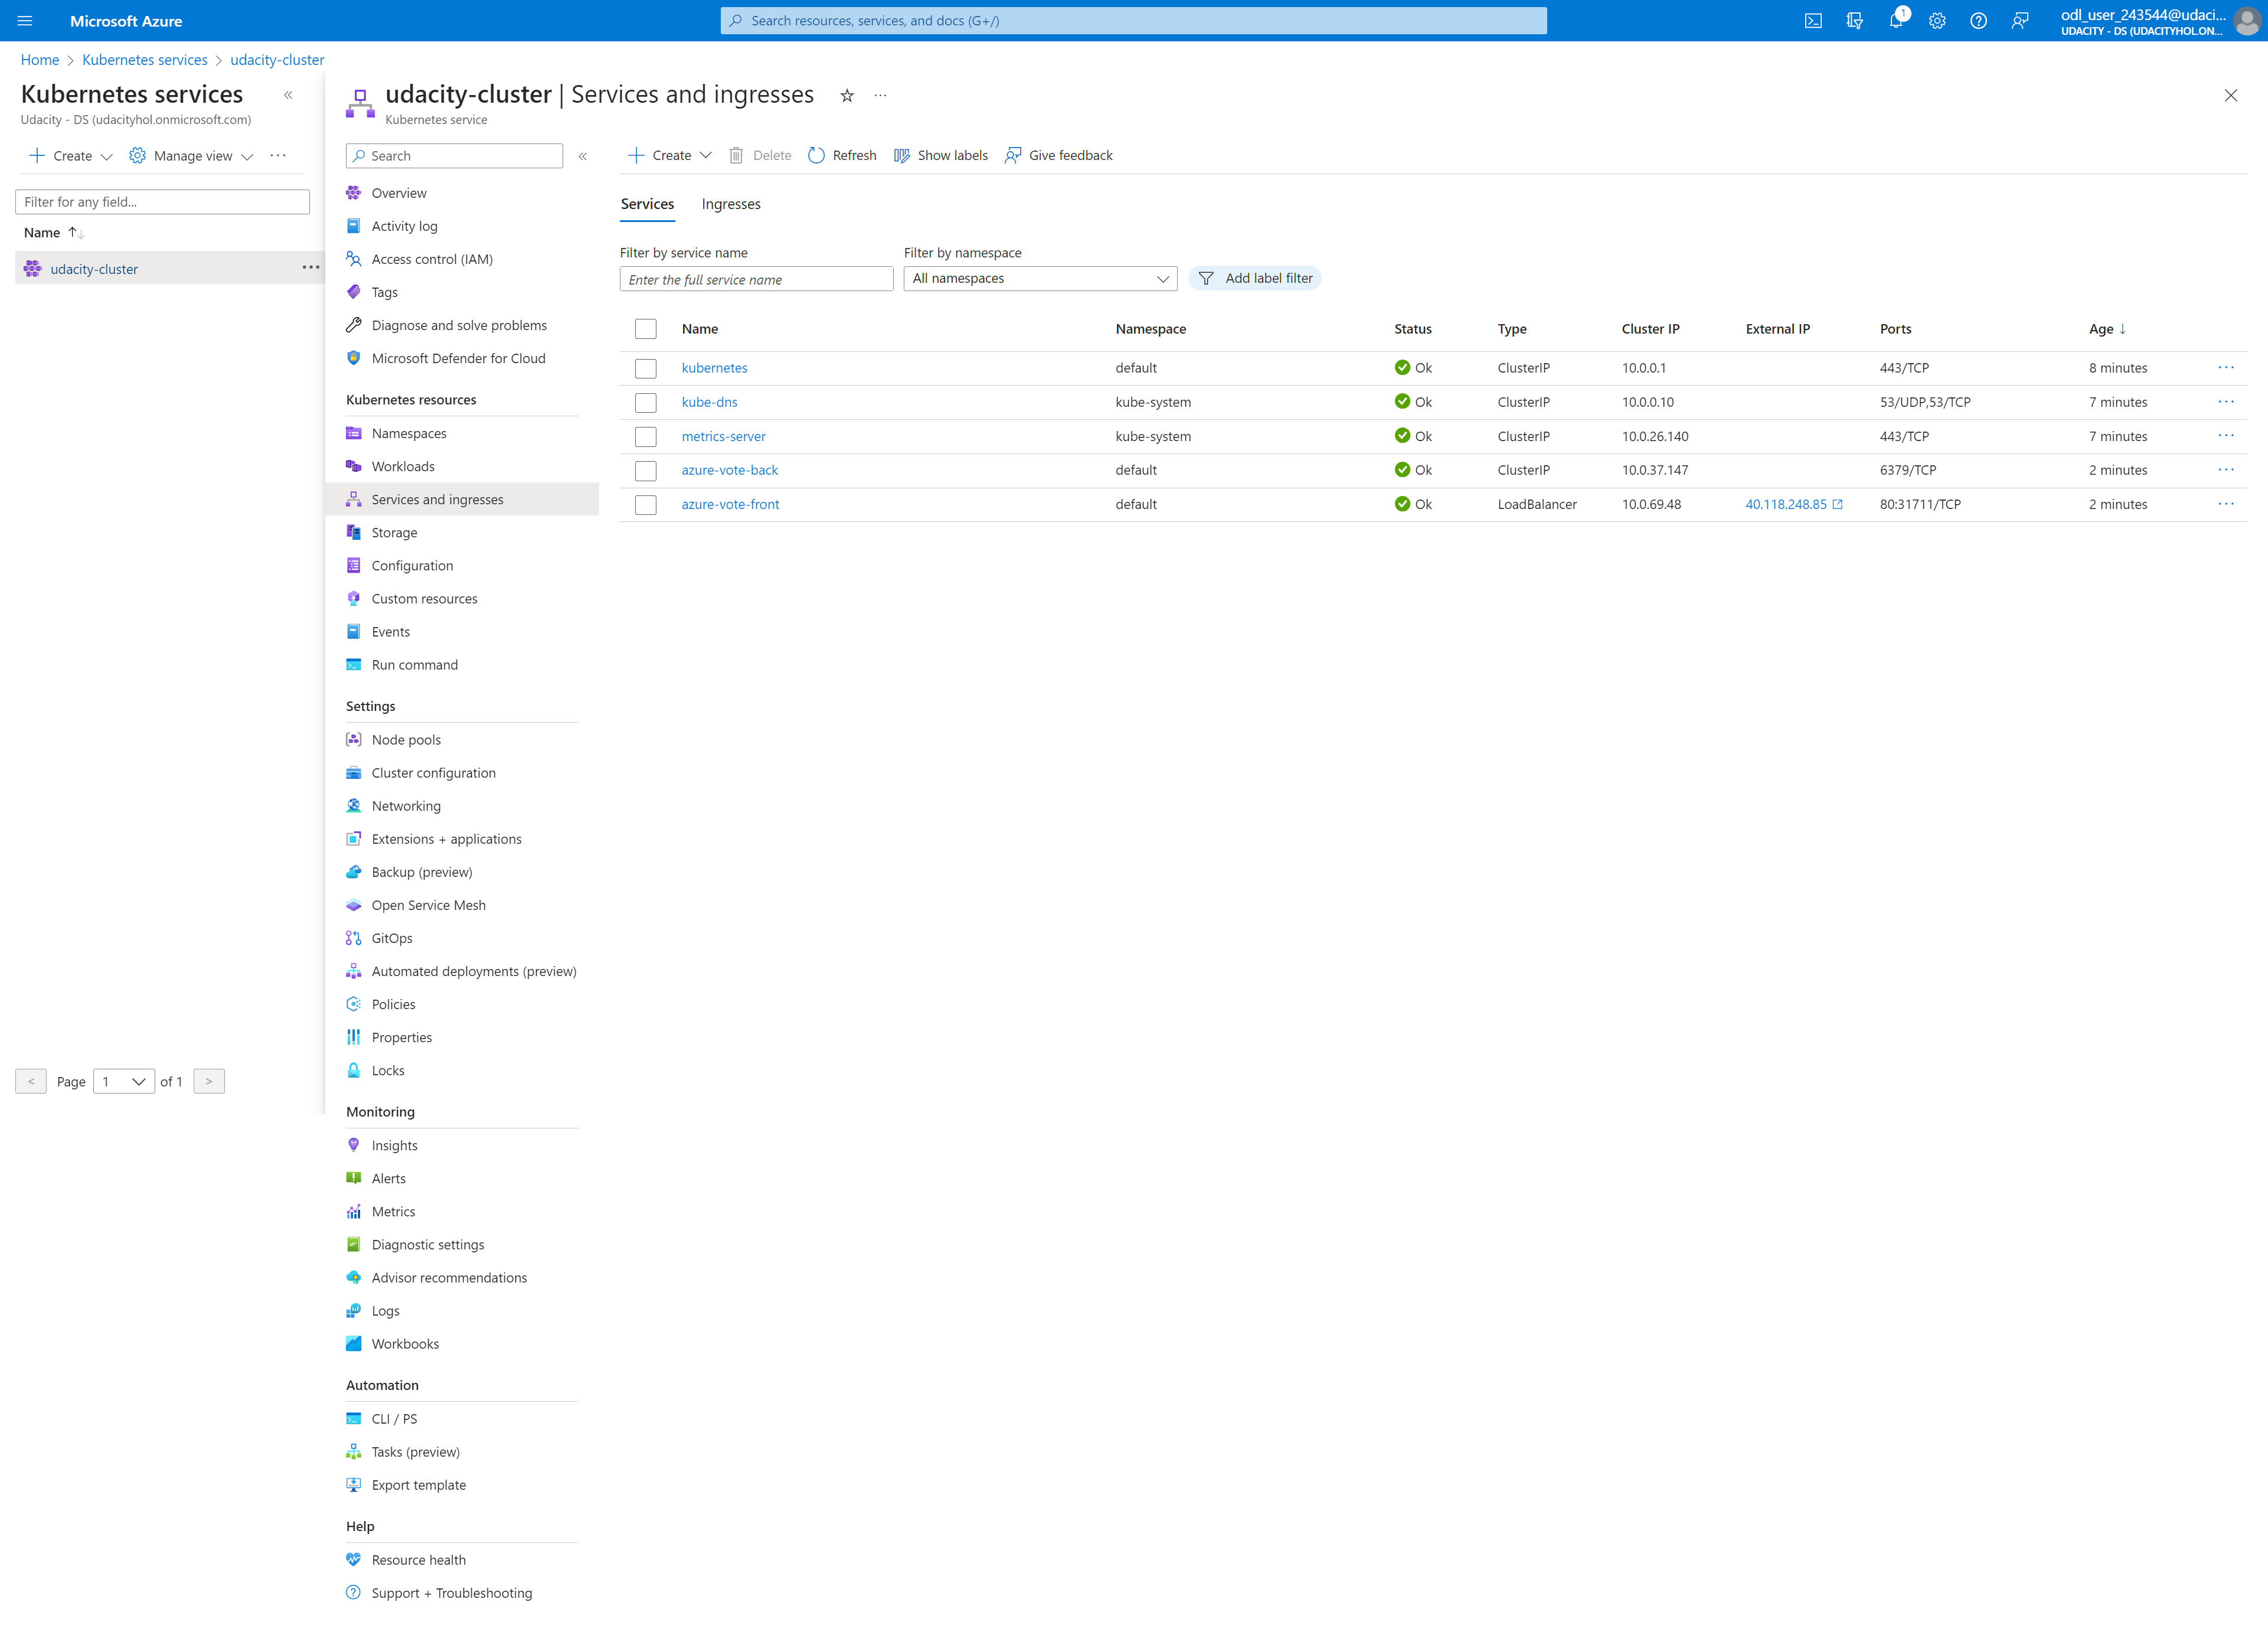 Microsoft Azure
Search resources, services, and docs (G+/)
1
odl_user_243544@udaci...
UDACITY - DS (UDACITYHOL.ON...
Home > Kubernetes services > udacity-cluster
Kubernetes services
Udacity - DS (udacityhol.onmicrosoft.com)
Create
Manage view
Filter for any field...
Name
udacity-cluster
Page 1 of 1
udacity-cluster | Services and ingresses
Kubernetes service
Search
Overview
Activity log
Access control (IAM)
Tags
Diagnose and solve problems
Microsoft Defender for Cloud
Kubernetes resources
Namespaces
Workloads
Services and ingresses
Storage
Configuration
Custom resources
Events
Run command
Settings
Node pools
Cluster configuration
Networking
Extensions + applications
Backup (preview)
Open Service Mesh
GitOps
Automated deployments (preview)
Policies
Properties
Locks
Monitoring
Insights
Alerts
Metrics
Diagnostic settings
Advisor recommendations
Logs
Workbooks
Automation
CLI / PS
Tasks (preview)
Export template
Help
Resource health
Support + Troubleshooting
Create Delete Refresh Show labels Give feedback
Services Ingresses
Filter by service name Filter by namespace
Enter the full service name All namespaces Add label filter
Name Namespace Status Type Cluster IP External IP Ports Age ↓
kubernetes default Ok ClusterIP 10.0.0.1 443/TCP 8 minutes
kube-dns kube-system Ok ClusterIP 10.0.0.10 53/UDP,53/TCP 7 minutes
metrics-server kube-system Ok ClusterIP 10.0.26.140 443/TCP 7 minutes
azure-vote-back default Ok ClusterIP 10.0.37.147 6379/TCP 2 minutes
azure-vote-front default Ok LoadBalancer 10.0.69.48 40.118.248.85 80:31711/TCP 2 minutes